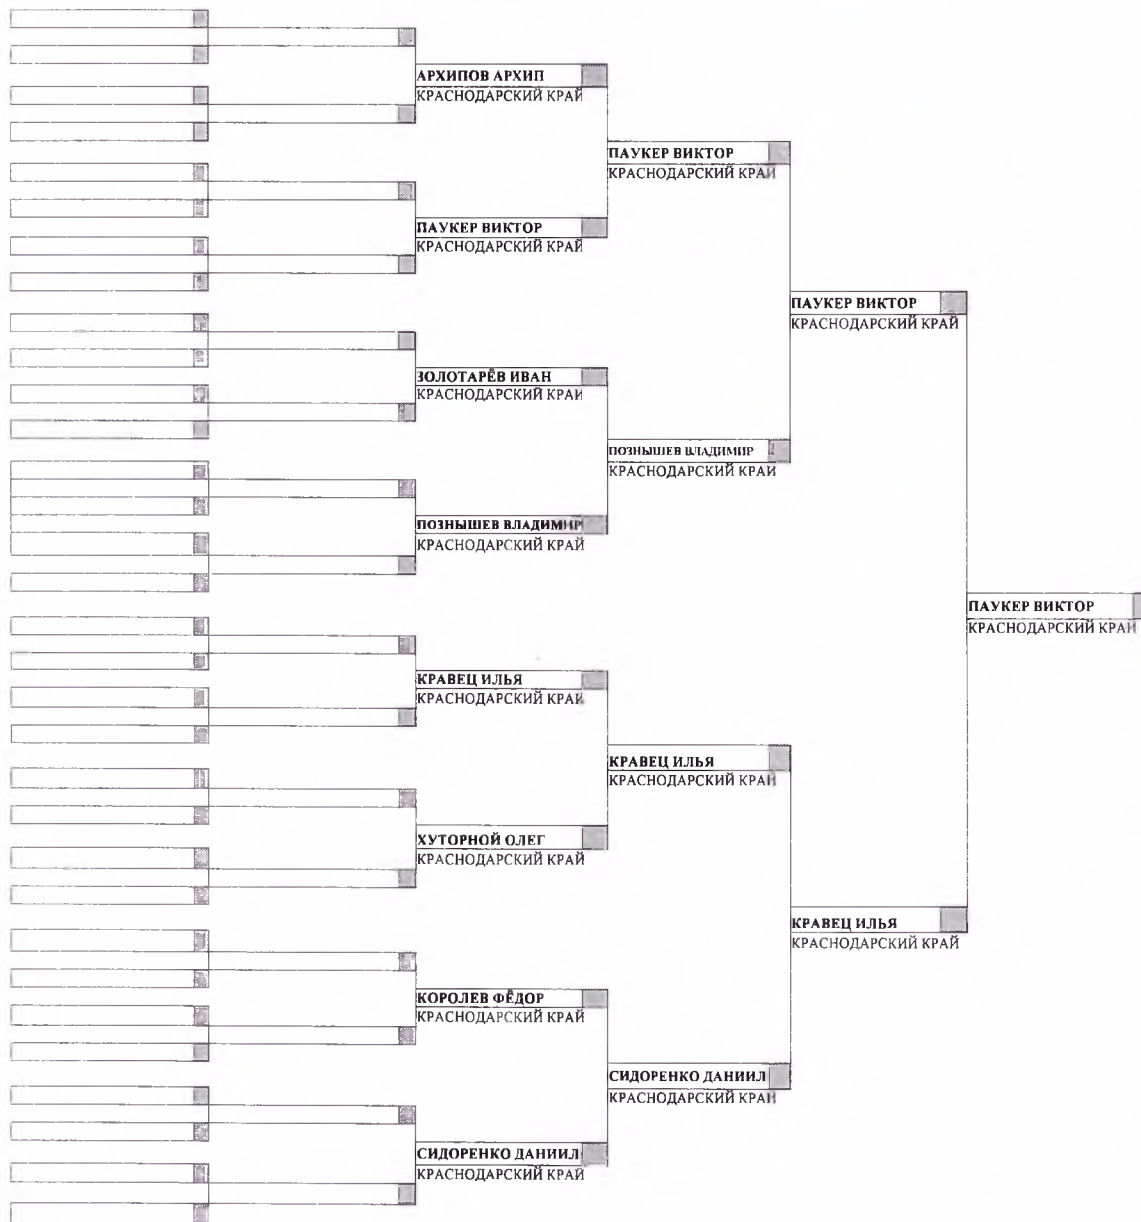 АРХИПОВ АРХИП
КРАСНОДАРСКИЙ КРАЙ
ПАУКЕР ВИКТОР
КРАСНОДАРСКИЙ КРАЙ
ПАУКЕР ВИКТОР
КРАСНОДАРСКИЙ КРАЙ
ПАУКЕР ВИКТОР
КРАСНОДАРСКИЙ КРАЙ
ЗОЛОТАРЁВ ИВАН
КРАСНОДАРСКИЙ КРАЙ
ПОЗНЫШЕВ ВЛАДИМИР
КРАСНОДАРСКИЙ КРАЙ
ПОЗНЫШЕВ ВЛАДИМИР
КРАСНОДАРСКИЙ КРАЙ
ПАУКЕР ВИКТОР
КРАСНОДАРСКИЙ КРАЙ
КРАВЕЦ ИЛЬЯ
КРАСНОДАРСКИЙ КРАЙ
КРАВЕЦ ИЛЬЯ
КРАСНОДАРСКИЙ КРАЙ
ХУТОРНОЙ ОЛЕГ
КРАСНОДАРСКИЙ КРАЙ
КРАВЕЦ ИЛЬЯ
КРАСНОДАРСКИЙ КРАЙ
КОРОЛЕВ ФЁДОР
КРАСНОДАРСКИЙ КРАЙ
СИДОРЕНКО ДАНИИЛ
КРАСНОДАРСКИЙ КРАЙ
СИДОРЕНКО ДАНИИЛ
КРАСНОДАРСКИЙ КРАЙ